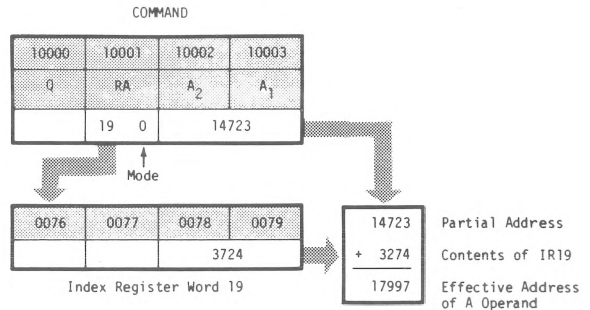 COMMAND
10000 10001 10002 10003
Q RA A2 A1
19 0 14723
Mode
0076 0077 0078 0079
3724
Index Register Word 19
14723 Partial Address
+ 3274 Contents of IR19
17997 Effective Address
of A Operand